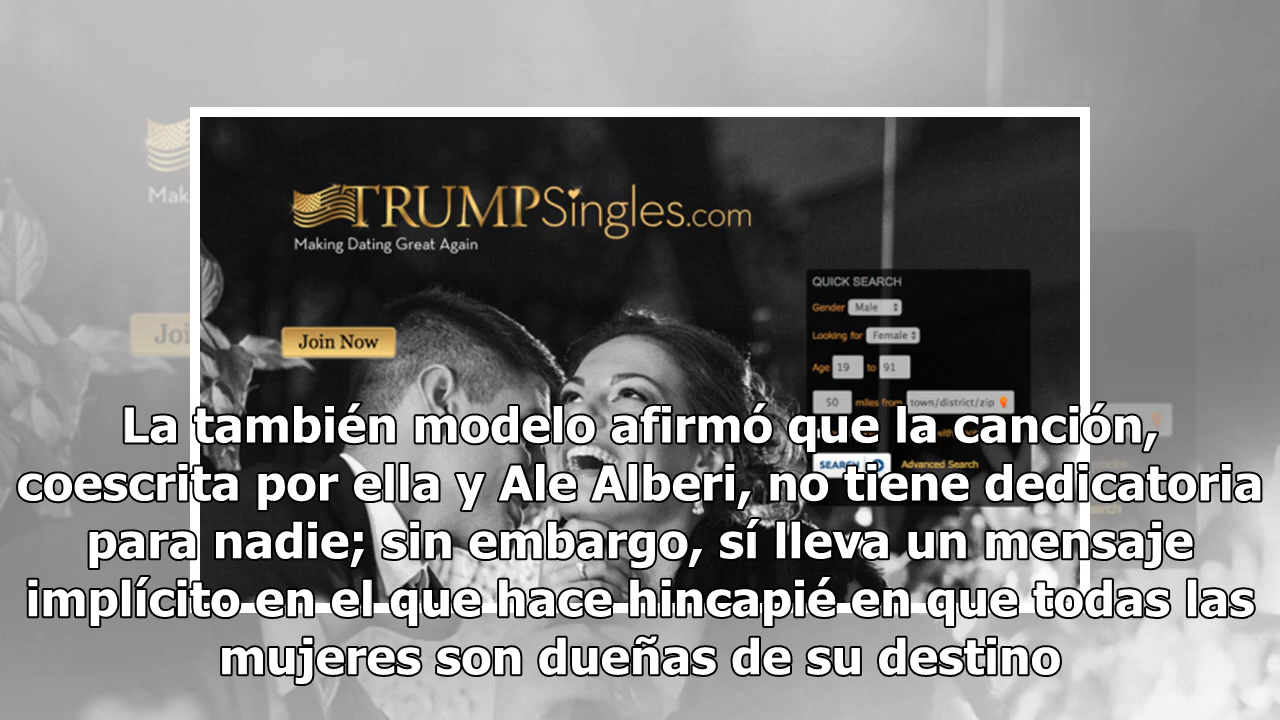 TRUMPSingles.com
Making Dating Great Again
Mak
QUICK SEARCH
Gender Male
Looking for Female
Join Now
Joi
Age 19 to 91
50 miles from town/district/zip
SEARCH
Advanced Search
La también modelo afirmó que la canción,
coescrita por ella y Ale Alberi, no tiene dedicatoria
para nadie; sin embargo, sí lleva un mensaje
implícito en el que hace hincapié en que todas las
mujeres son dueñas de su destino